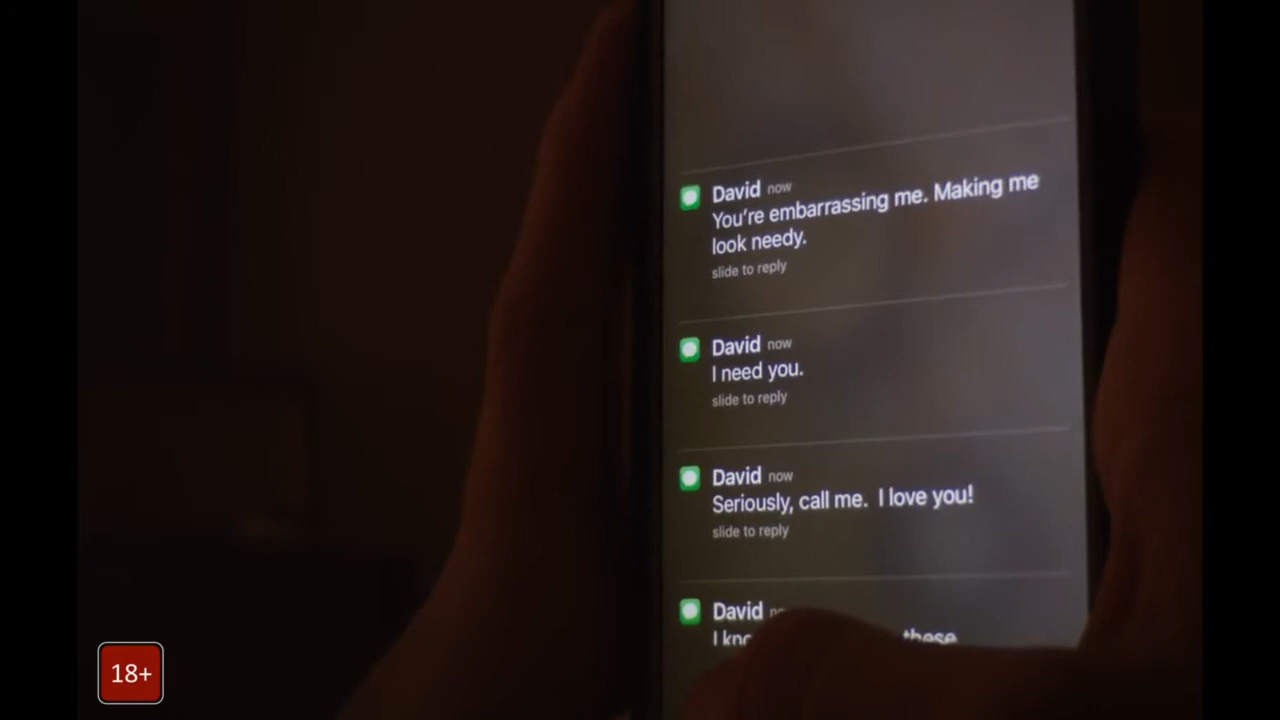 David now
You're embarrassing me. Making me
look needy.
slide to reply
David now
I need you.
slide to reply
David now
Seriously, call me.  I love you!
slide to reply
David
I these
18+